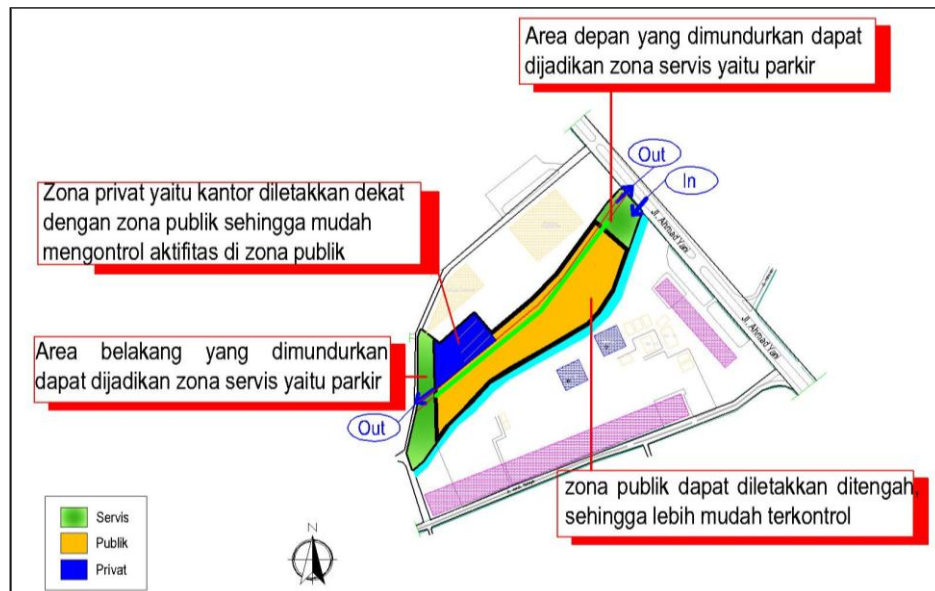 Area depan yang dimundurkan dapat
dijadikan zona servis yaitu parkir
Out
In
Jl. Ahmad Yani
Zona privat yaitu kantor diletakkan dekat
dengan zona publik sehingga mudah
mengontrol aktifitas di zona publik
Jl. Ahmad Yani
Area belakang yang dimundurkan
dapat dijadikan zona servis yaitu parkir
Out
zona publik dapat diletakkan ditengah,
sehingga lebih mudah terkontrol
Servis
Publik
Privat
N